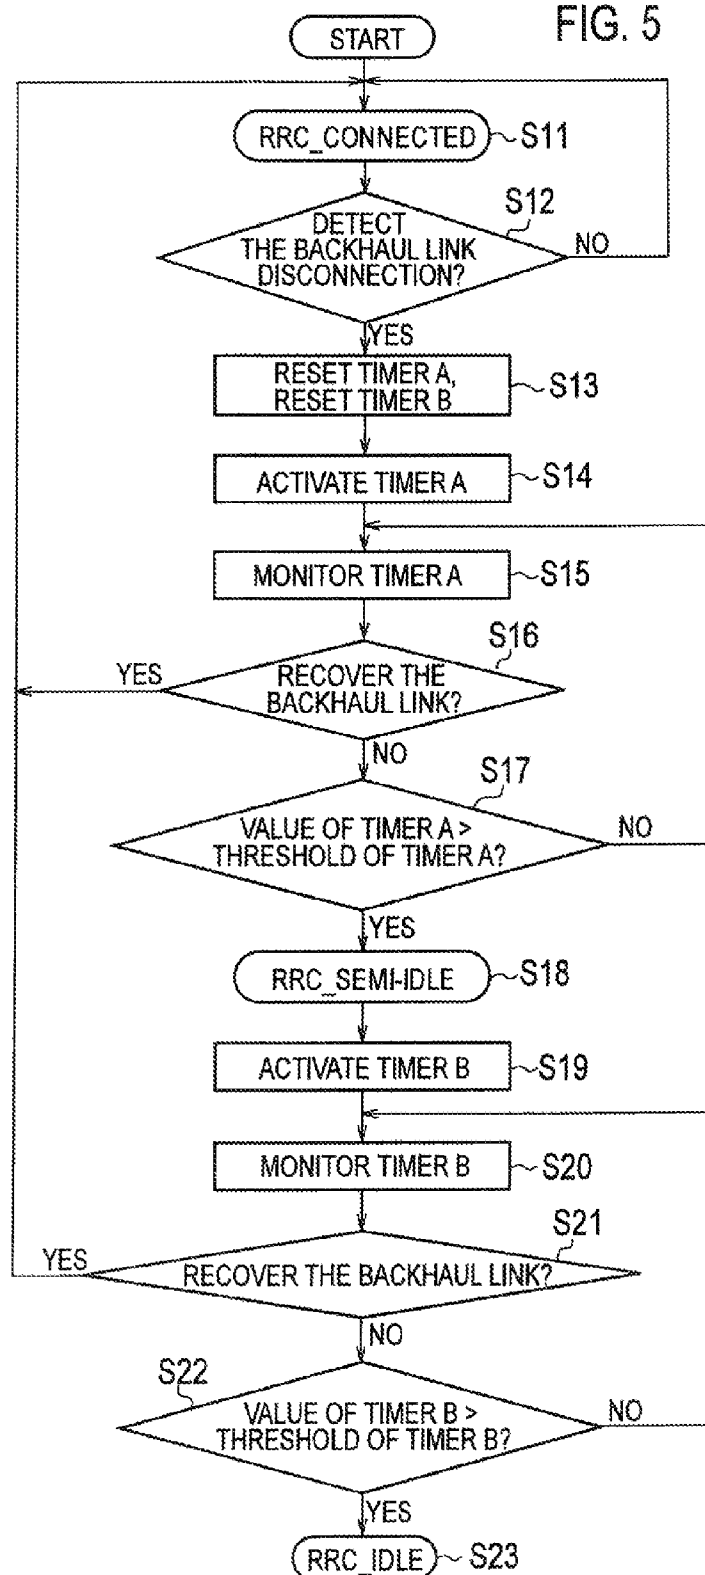 FIG. 5
START
RRC_CONNECTED
S11
S12
DETECT
THE BACKHAUL LINK
DISCONNECTION?
NO
YES
RESET TIMER A,
RESET TIMER B
S13
ACTIVATE TIMER A
S14
MONITOR TIMER A
S15
S16
YES
RECOVER THE
BACKHAUL LINK?
NO
S17
VALUE OF TIMER A >
THRESHOLD OF TIMER A?
NO
YES
RRC_SEMI-IDLE
S18
ACTIVATE TIMER B
S19
MONITOR TIMER B
S20
S21
YES
RECOVER THE BACKHAUL LINK?
NO
S22
VALUE OF TIMER B >
THRESHOLD OF TIMER B?
NO
YES
RRC_IDLE
S23